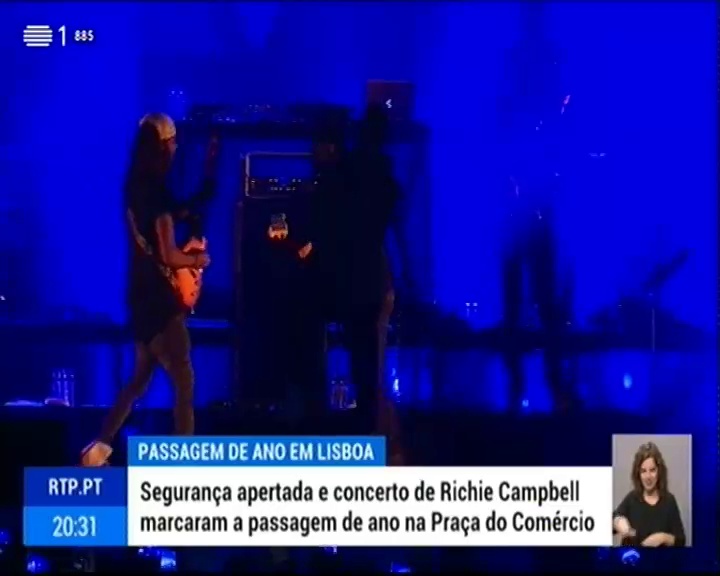 1 885
PASSAGEM DE ANO EM LISBOA
RTP.PT
Segurança apertada e concerto de Richie Campbell
marcaram a passagem de ano na Praça do Comércio
20:31